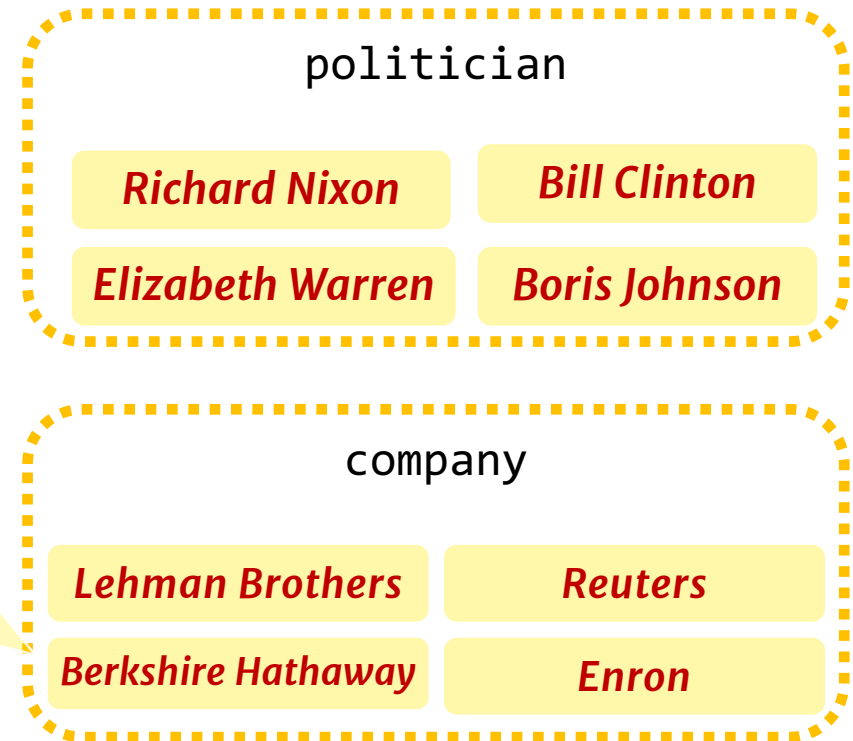 politician
Richard Nixon
Bill Clinton
Elizabeth Warren
Boris Johnson
company
Lehman Brothers
Reuters
Berkshire Hathaway
Enron